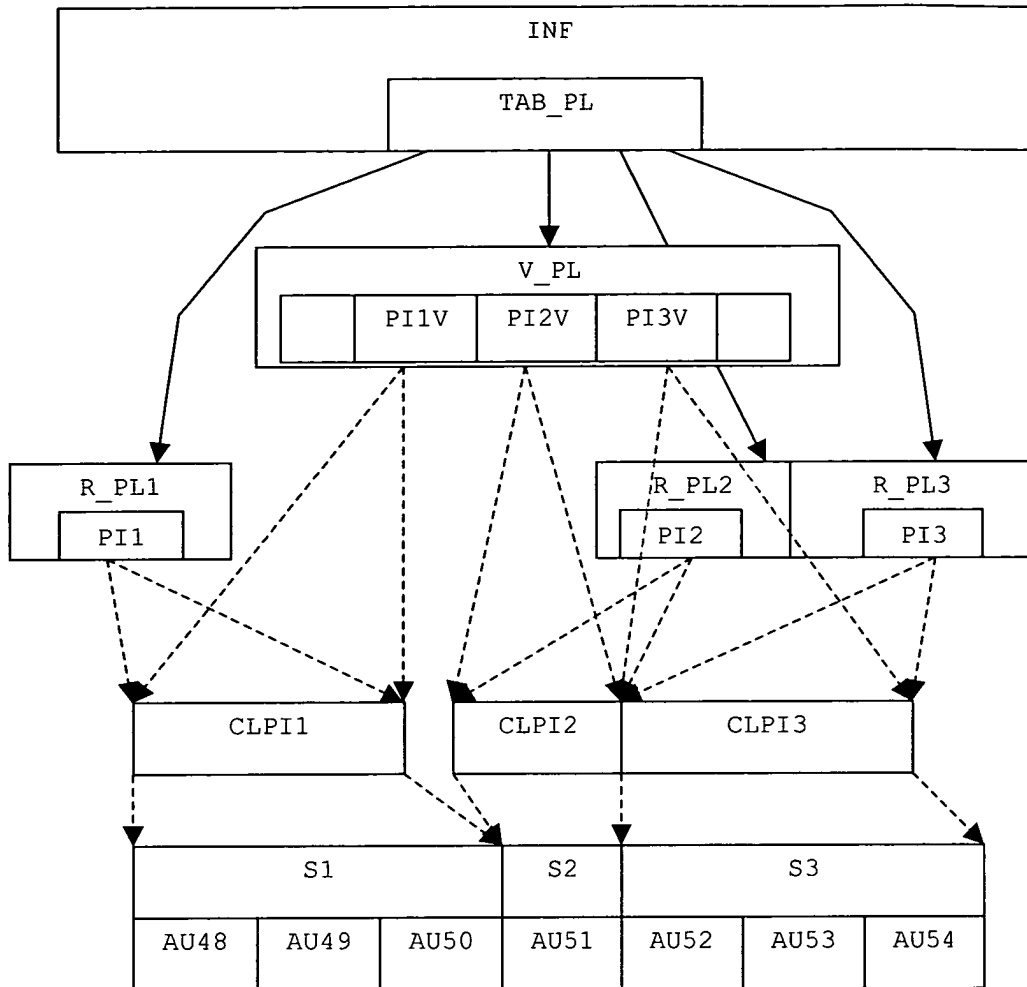 INF
TAB_PL
V_PL
PI1V PI2V PI3V
R_PL1 R_PL2 R_PL3
PI1 PI2 PI3
CLPI1 CLPI2 CLPI3
S1 S2 S3
AU48 AU49 AU50 AU51 AU52 AU53 AU54